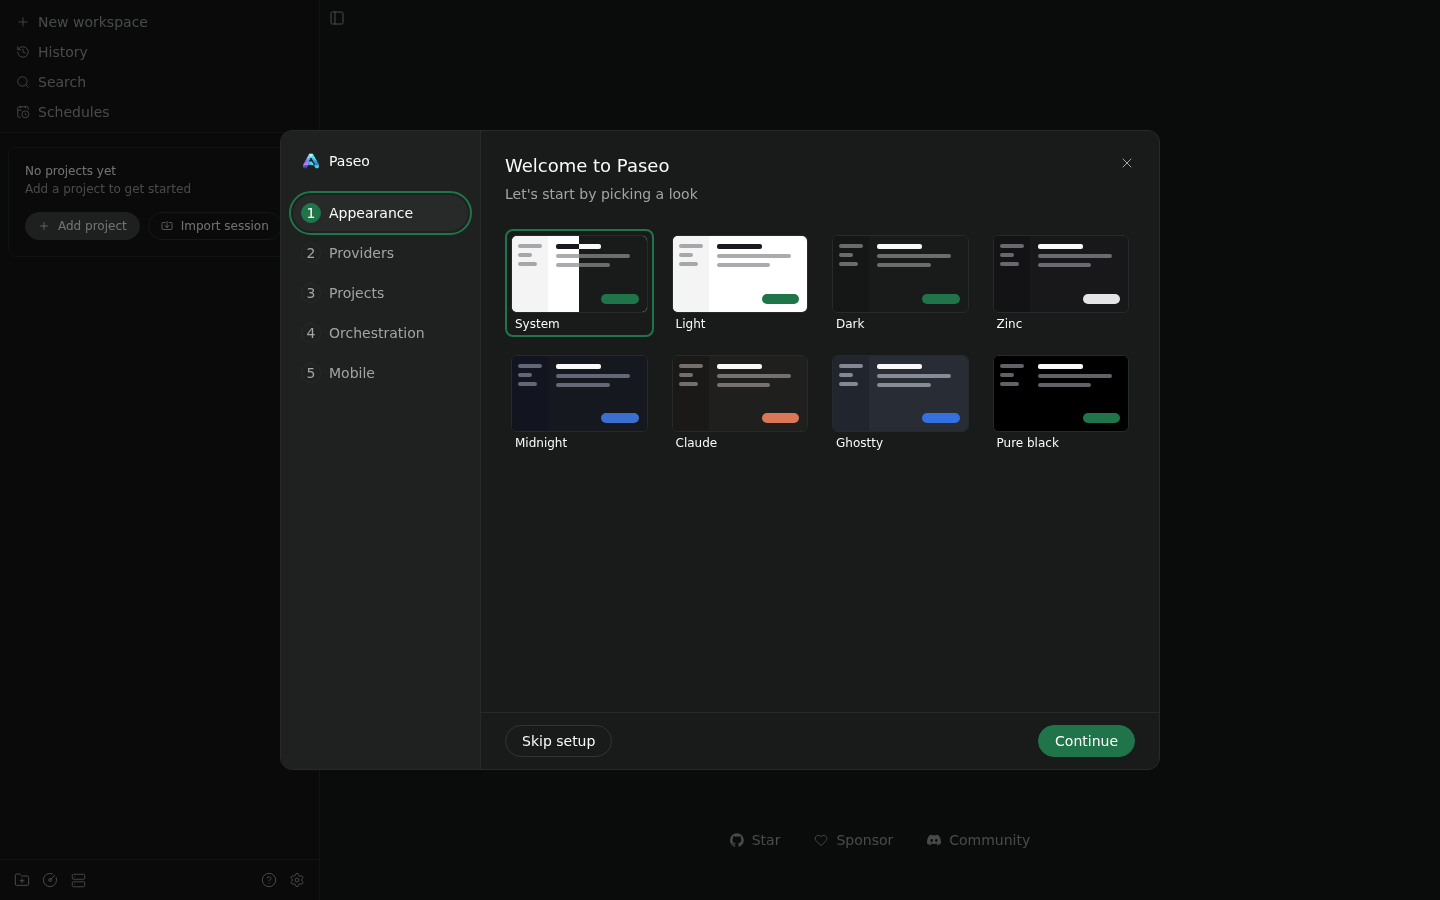 New workspace
History
Search
Schedules
No projects yet
Add a project to get started
Add project
Import session
Paseo
1 Appearance
2 Providers
3 Projects
4 Orchestration
5 Mobile
Welcome to Paseo
Let's start by picking a look
System
Light
Dark
Zinc
Midnight
Claude
Ghostty
Pure black
Skip setup
Continue
Star
Sponsor
Community